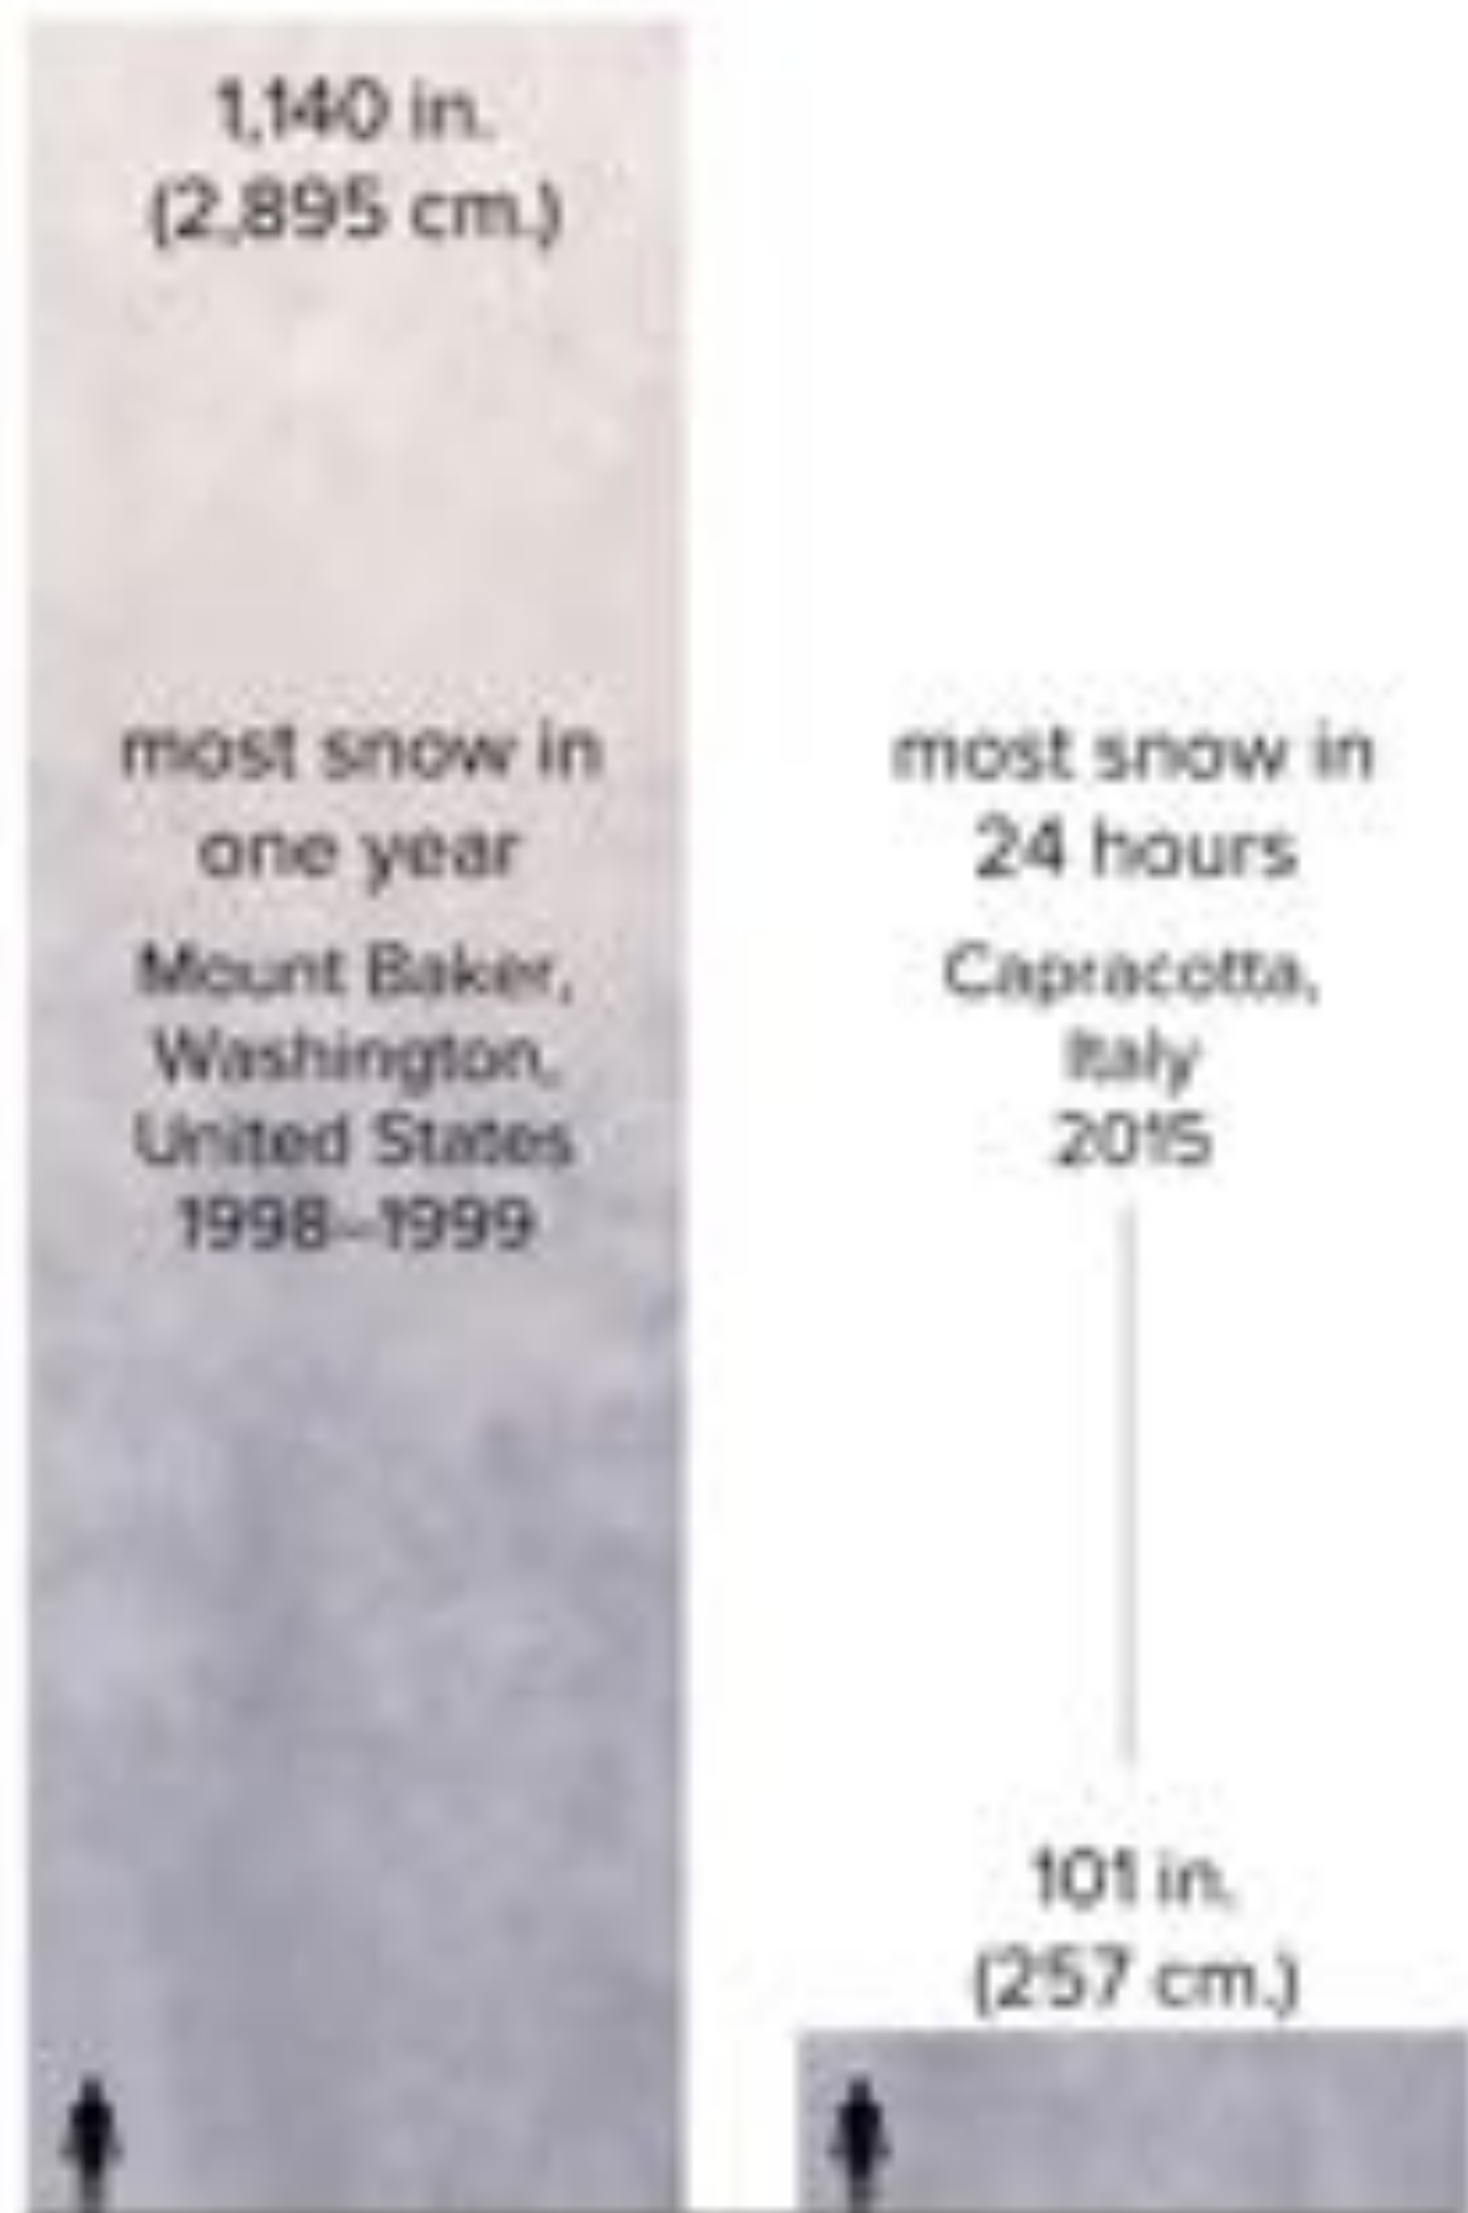 1,140 in.
(2,895 cm.)
most snow in
one year
Mount Baker,
Washington,
United States
1998–1999
most snow in
24 hours
Capracotta,
Italy
2015
101 in.
(257 cm.)